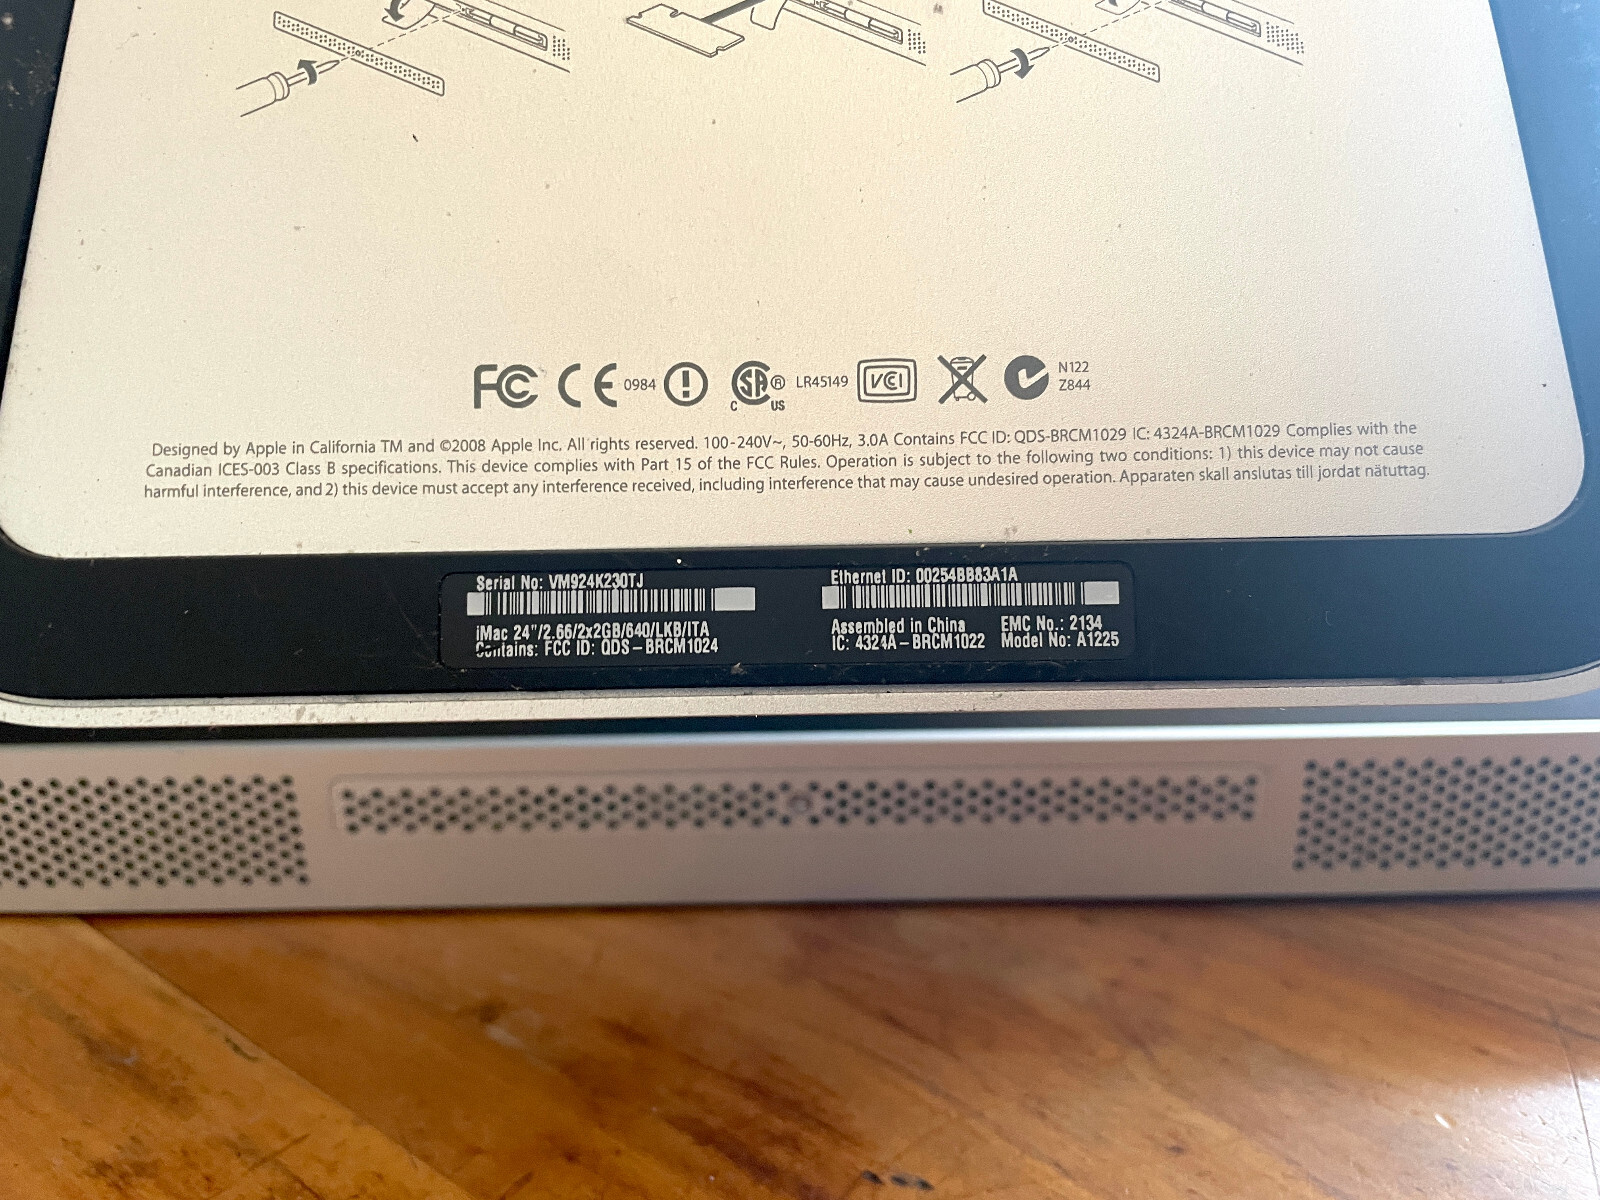 FC CE 0984 ! C SA ® US LR45149 VCI N122
Z844
Designed by Apple in California TM and ©2008 Apple Inc. All rights reserved. 100-240V~, 50-60Hz, 3.0A Contains FCC ID: QDS-BRCM1029 IC: 4324A-BRCM1029 Complies with the
Canadian ICES-003 Class B specifications. This device complies with Part 15 of the FCC Rules. Operation is subject to the following two conditions: 1) this device may not cause
harmful interference, and 2) this device must accept any interference received, including interference that may cause undesired operation. Apparaten skall anslutas till jordat nätuttag.
Serial No: VM924K230TJ
iMac 24"/2.66/2x2GB/640/LKB/ITA
Contains: FCC ID: QDS-BRCM1024
Ethernet ID: 00254BB83A1A
Assembled in China EMC No.: 2134
IC: 4324A-BRCM1022 Model No: A1225